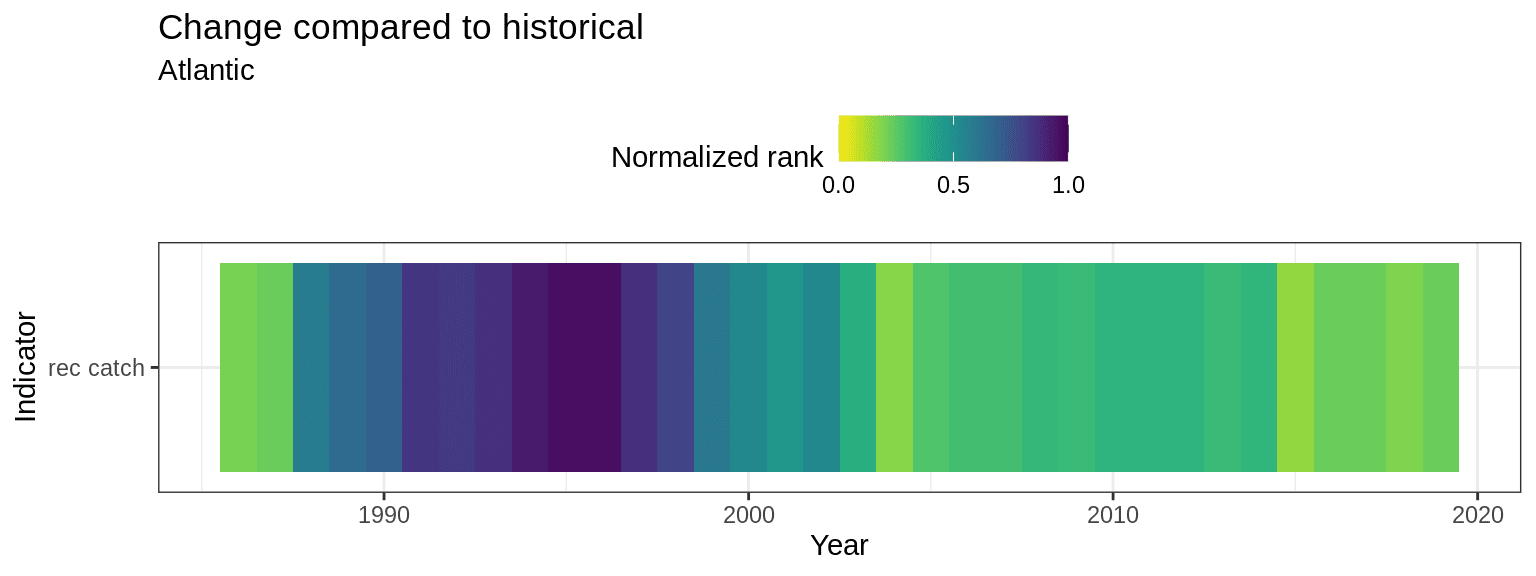 Change compared to historical
Atlantic
Normalized rank
0.0 0.5 1.0
Indicator
rec catch
1990 2000 2010 2020
Year